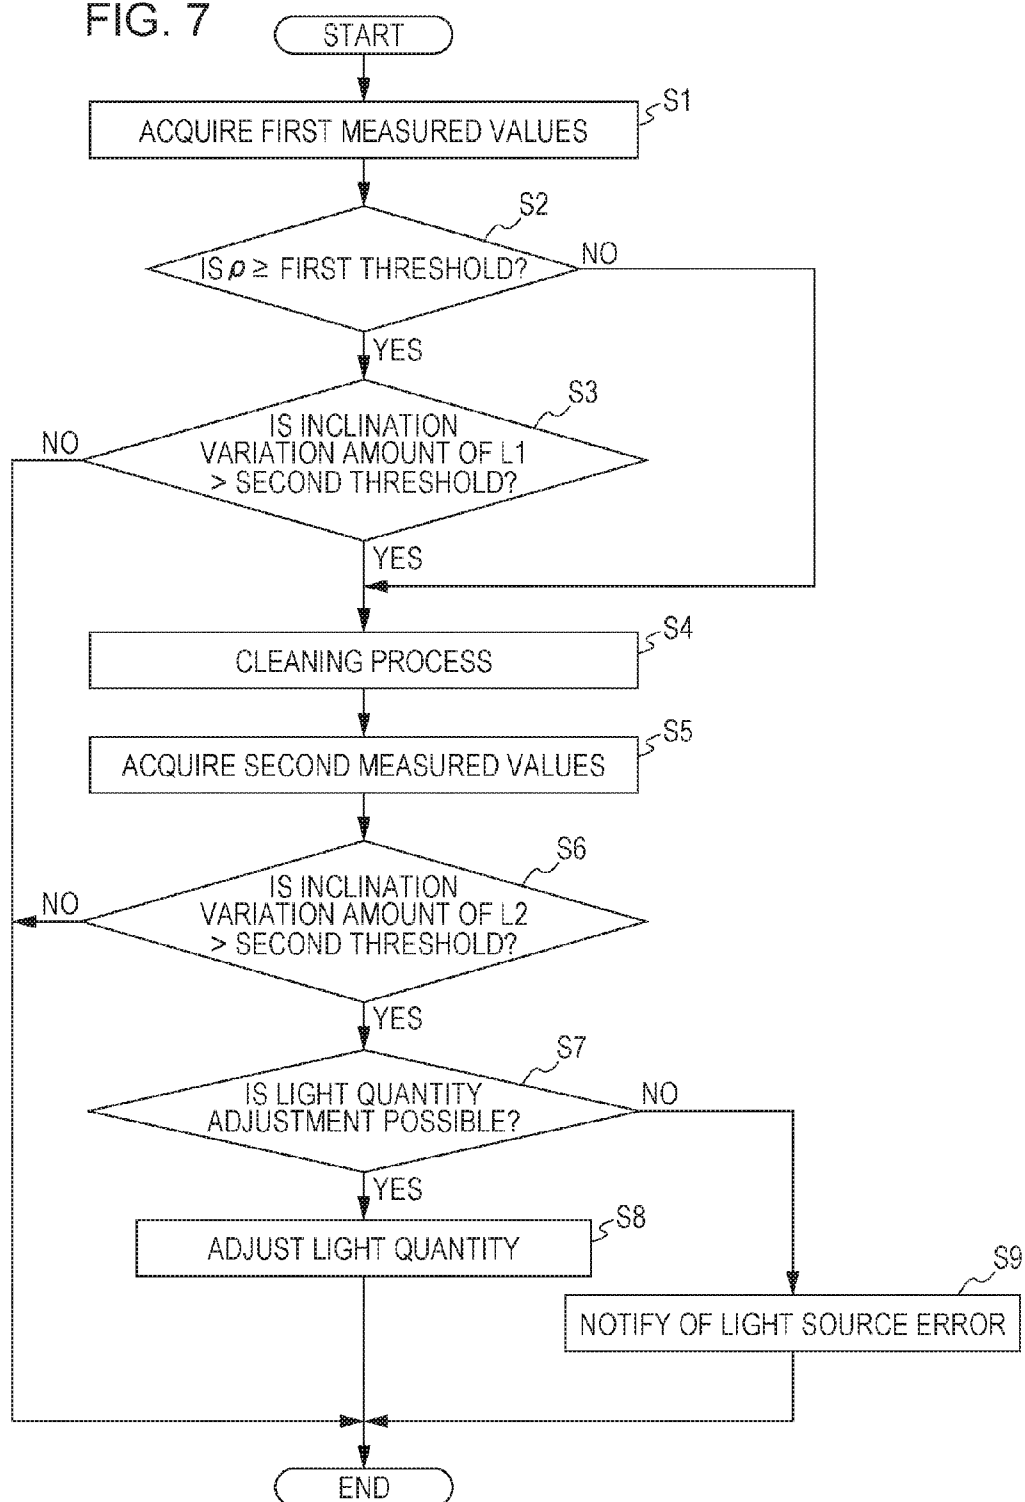 FIG. 7
START
S1
ACQUIRE FIRST MEASURED VALUES
S2
IS ρ ≥ FIRST THRESHOLD?
NO
YES
S3
IS INCLINATION
VARIATION AMOUNT OF L1
> SECOND THRESHOLD?
NO
YES
S4
CLEANING PROCESS
S5
ACQUIRE SECOND MEASURED VALUES
S6
IS INCLINATION
VARIATION AMOUNT OF L2
> SECOND THRESHOLD?
NO
YES
S7
IS LIGHT QUANTITY
ADJUSTMENT POSSIBLE?
NO
YES
S8
ADJUST LIGHT QUANTITY
S9
NOTIFY OF LIGHT SOURCE ERROR
END